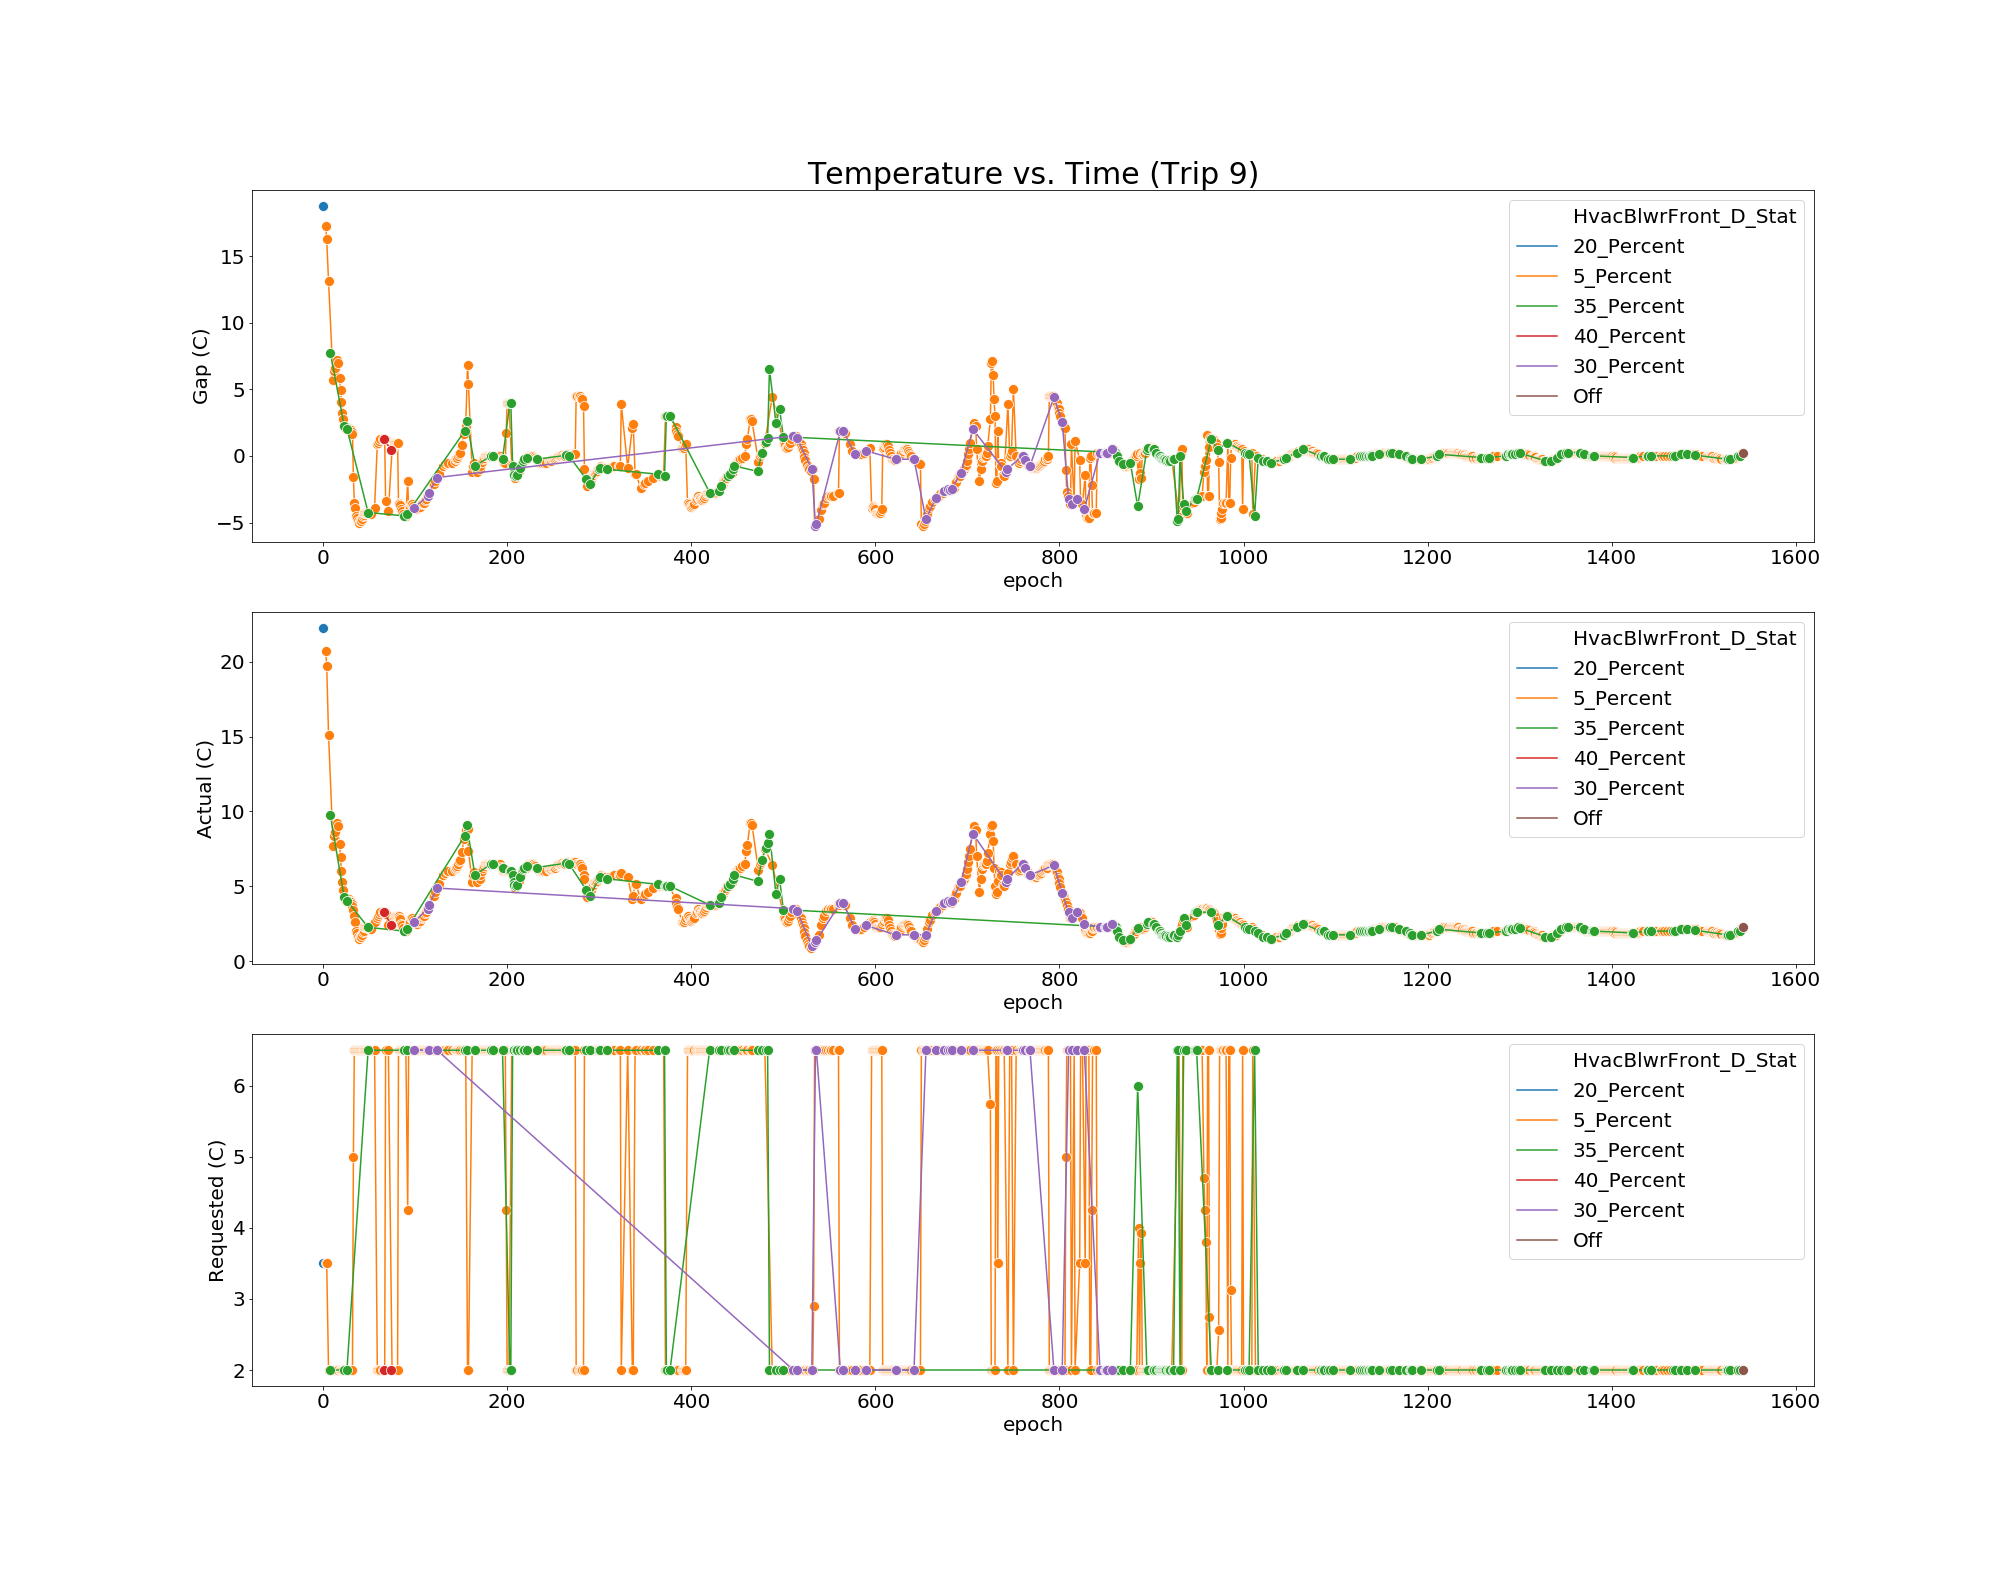 Temperature vs. Time (Trip 9)
Gap (C)
15
10
5
0
−5
HvacBlwrFront_D_Stat
20_Percent
5_Percent
35_Percent
40_Percent
30_Percent
Off
0 200 400 600 800 1000 1200 1400 1600
epoch
Actual (C)
20
15
10
5
0
HvacBlwrFront_D_Stat
20_Percent
5_Percent
35_Percent
40_Percent
30_Percent
Off
0 200 400 600 800 1000 1200 1400 1600
epoch
Requested (C)
6
5
4
3
2
HvacBlwrFront_D_Stat
20_Percent
5_Percent
35_Percent
40_Percent
30_Percent
Off
0 200 400 600 800 1000 1200 1400 1600
epoch